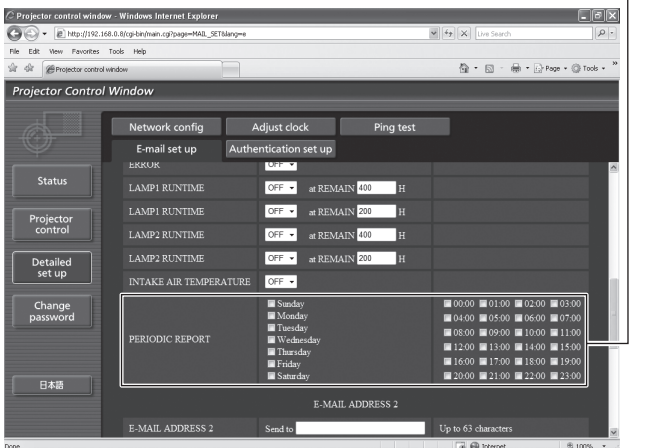 Projector control window - Windows Internet Explorer
http://192.168.0.8/cgi-bin/main.cgi?page=MAIL_SET&lang=e
Live Search
File Edit View Favorites Tools Help
Projector control window
Page Tools
Projector Control Window
Network config Adjust clock Ping test
E-mail set up Authentication set up
Status
Projector control
Detailed set up
Change password
日本語
ERROR OFF
LAMP1 RUNTIME OFF at REMAIN 400 H
LAMP1 RUNTIME OFF at REMAIN 200 H
LAMP2 RUNTIME OFF at REMAIN 400 H
LAMP2 RUNTIME OFF at REMAIN 200 H
INTAKE AIR TEMPERATURE OFF
PERIODIC REPORT
Sunday
Monday
Tuesday
Wednesday
Thursday
Friday
Saturday
00:00 01:00 02:00 03:00
04:00 05:00 06:00 07:00
08:00 09:00 10:00 11:00
12:00 13:00 14:00 15:00
16:00 17:00 18:00 19:00
20:00 21:00 22:00 23:00
E-MAIL ADDRESS 2
E-MAIL ADDRESS 2 Send to Up to 63 characters
Done Internet 100%